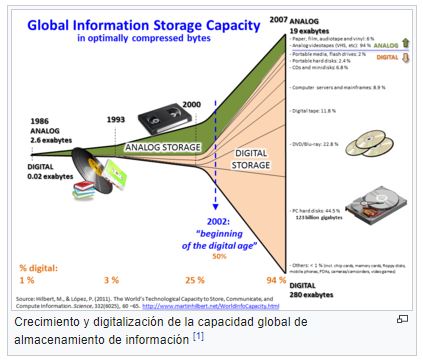 Global Information Storage Capacity
in optimally compressed bytes
2007
ANALOG
19 exabytes
- Paper, film, audiotape and vinyl: 6 %
- Analog videotapes (VHS, etc): 94 %
ANALOG
- Portable media, flash drives: 2 %
DIGITAL
- Portable hard disks: 2.4 %
- CDs and minidisks: 6.8 %
- Computer servers and mainframes: 8.9 %
- Digital tape: 11.8 %
- DVD/Blu-ray: 22.8 %
- PC hard disks: 44.5 %
123 billion gigabytes
- Others: < 1 % (incl. chip cards, memory cards, floppy disks,
mobile phones, PDAs, cameras/camcorders, video games)
DIGITAL
280 exabytes
1986
ANALOG
2.6 exabytes
DIGITAL
0.02 exabytes
1993
2000
ANALOG STORAGE
DIGITAL
STORAGE
2002:
"beginning
of the digital age"
50%
% digital:
1 %
3 %
25 %
94 %
Source: Hilbert, M., & López, P. (2011). The World's Technological Capacity to Store, Communicate, and
Compute Information. Science, 332(6025), 60 –65. http://www.martinhilbert.net/WorldInfoCapacity.html
Crecimiento y digitalización de la capacidad global de
almacenamiento de información [1]